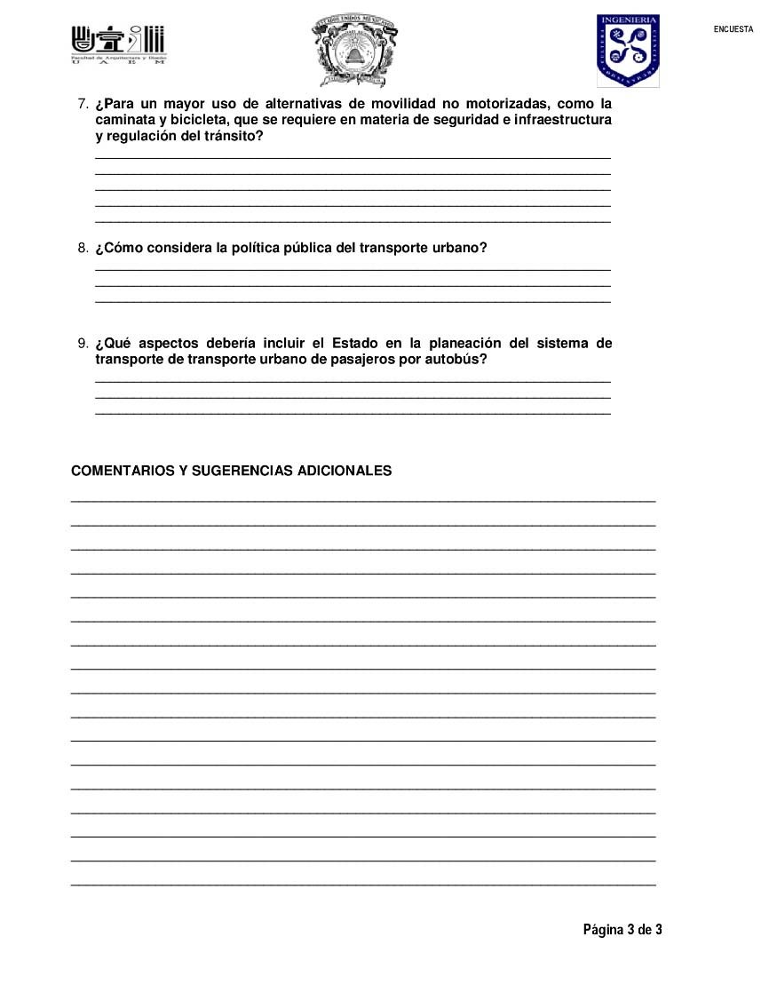 Facultad de Arquitectura y Diseño
U A E M
ESTADOS UNIDOS MEXICANOS
INGENIERIA
CULTURA
CIENCIA
ENCUESTA
7. ¿Para un mayor uso de alternativas de movilidad no motorizadas, como la
caminata y bicicleta, que se requiere en materia de seguridad e infraestructura
y regulación del tránsito?
8. ¿Cómo considera la política pública del transporte urbano?
9. ¿Qué aspectos debería incluir el Estado en la planeación del sistema de
transporte de transporte urbano de pasajeros por autobús?
COMENTARIOS Y SUGERENCIAS ADICIONALES
Página 3 de 3